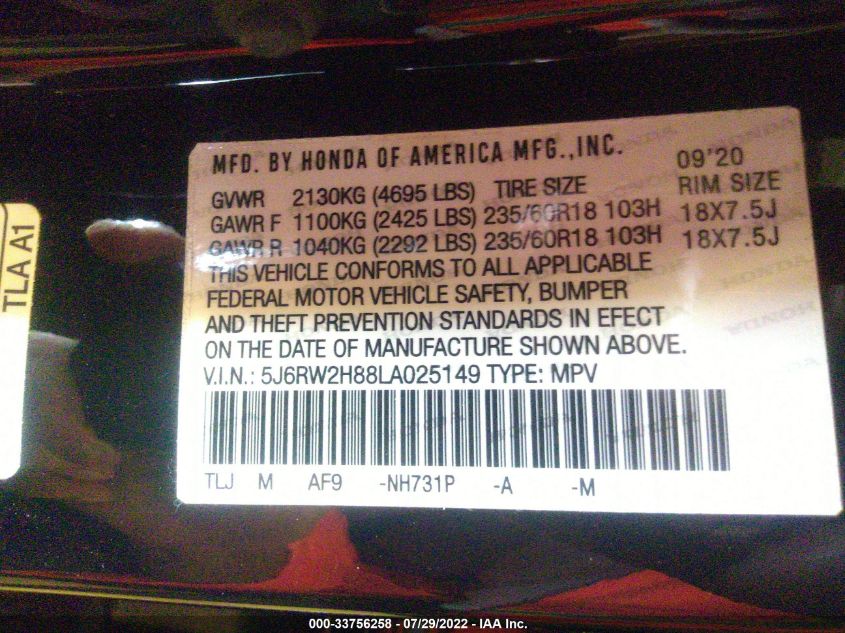 MFD. BY HONDA OF AMERICA MFG.,INC. 09'20
GVWR 2130KG (4695 LBS) TIRE SIZE RIM SIZE
GAWR F 1100KG (2425 LBS) 235/60R18 103H 18X7.5J
GAWR R 1040KG (2292 LBS) 235/60R18 103H 18X7.5J
THIS VEHICLE CONFORMS TO ALL APPLICABLE
FEDERAL MOTOR VEHICLE SAFETY, BUMPER
AND THEFT PREVENTION STANDARDS IN EFECT
ON THE DATE OF MANUFACTURE SHOWN ABOVE.
V.I.N.: 5J6RW2H88LA025149 TYPE: MPV
TLJ M AF9 -NH731P -A -M
TLA A1
000-33756258 - 07/29/2022 - IAA Inc.